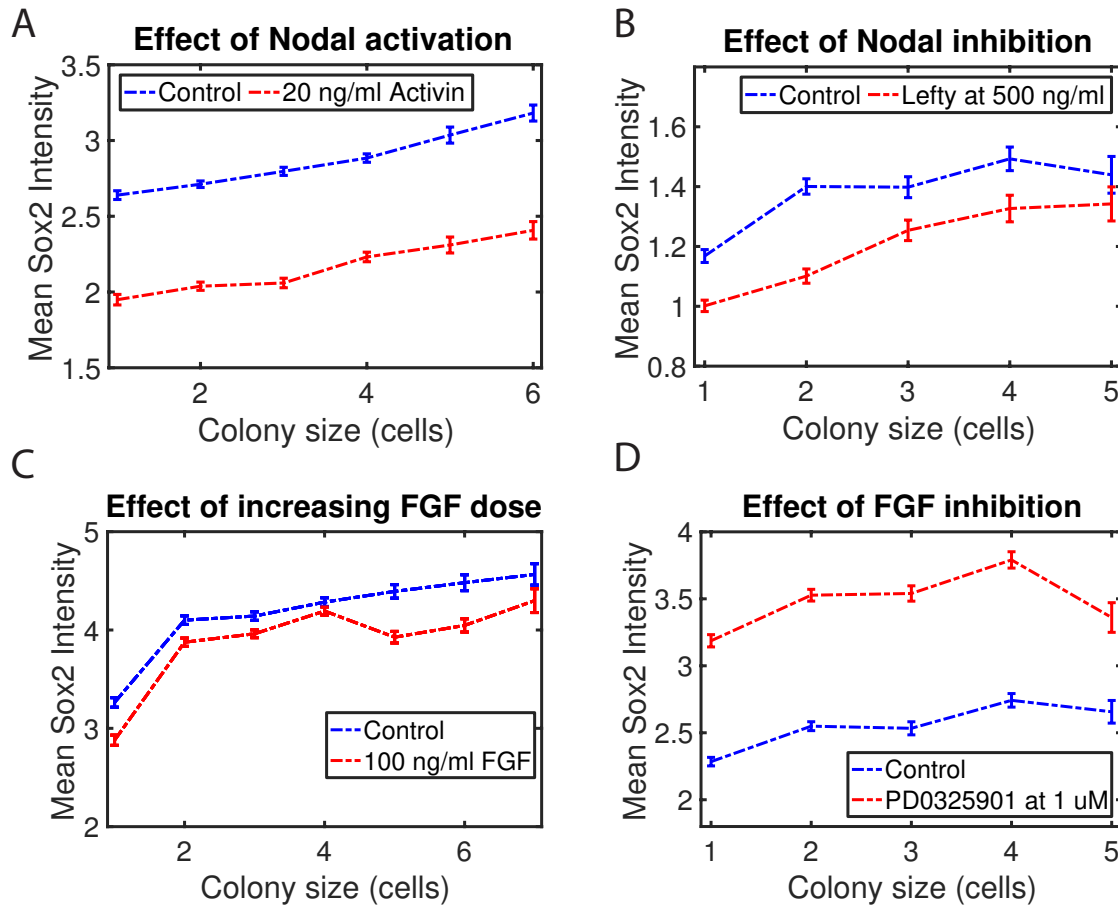 A
Effect of Nodal activation
3.5
3
2.5
2
1.5
Mean Sox2 Intensity
Control
20 ng/ml Activin
2
4
6
Colony size (cells)
B
Effect of Nodal inhibition
1.6
1.4
1.2
1
0.8
Mean Sox2 Intensity
Control
Lefty at 500 ng/ml
1
2
3
4
5
Colony size (cells)
C
Effect of increasing FGF dose
5
4
3
2
Mean Sox2 Intensity
Control
100 ng/ml FGF
2
4
6
Colony size (cells)
D
Effect of FGF inhibition
4
3.5
3
2.5
2
Mean Sox2 Intensity
Control
PD0325901 at 1 uM
1
2
3
4
5
Colony size (cells)